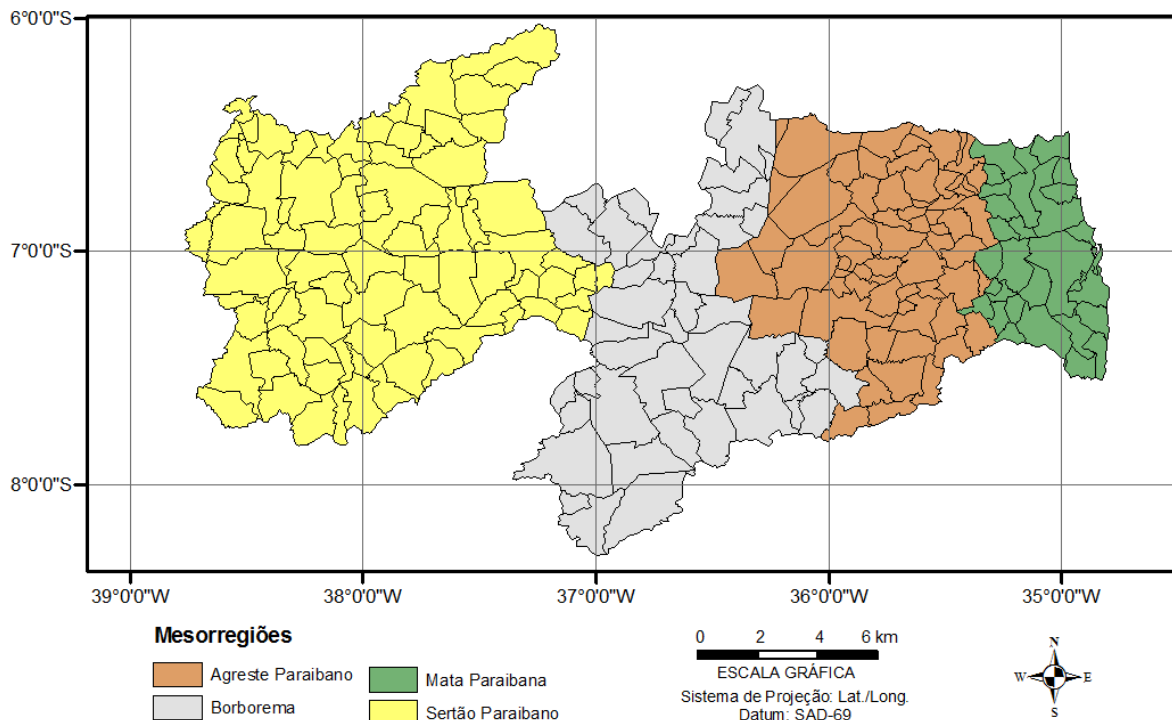 6°0'0"S
7°0'0"S
8°0'0"S
39°0'0"W
38°0'0"W
37°0'0"W
36°0'0"W
35°0'0"W
Mesorregiões
Agreste Paraibano
Mata Paraibana
Borborema
Sertão Paraibano
0 2 4 6 km
ESCALA GRÁFICA
Sistema de Projeção: Lat./Long.
Datum: SAD-69
N
W E
S